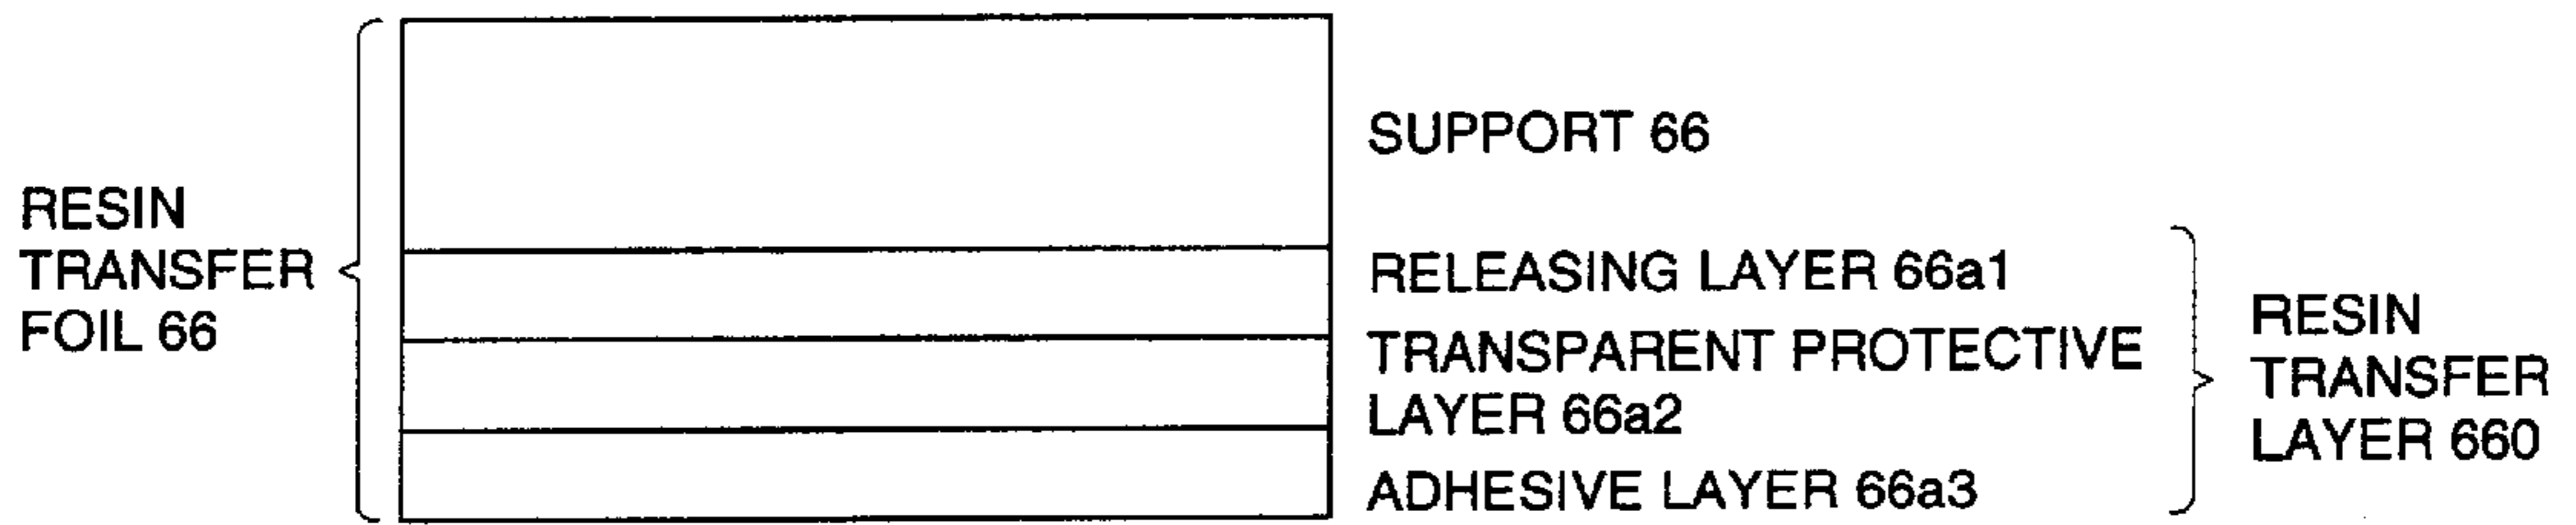 RESIN
TRANSFER
FOIL 66
SUPPORT 66
RELEASING LAYER 66a1
TRANSPARENT PROTECTIVE
LAYER 66a2
ADHESIVE LAYER 66a3
RESIN
TRANSFER
LAYER 660